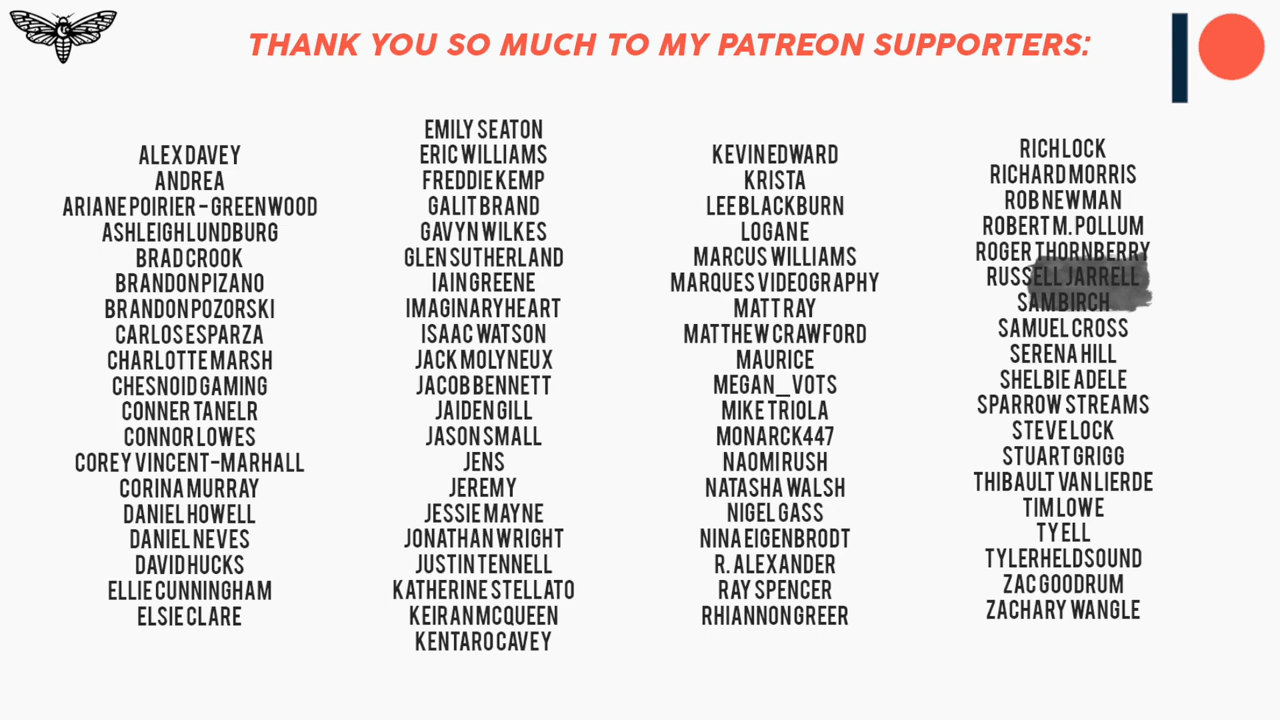 THANK YOU SO MUCH TO MY PATREON SUPPORTERS:
ALEX DAVEY
ANDREA
ARIANE POIRIER - GREENWOOD
ASHLEIGH LUNDBURG
BRAD CROOK
BRANDON PIZANO
BRANDON POZORSKI
CARLOS ESPARZA
CHARLOTTE MARSH
CHESNOID GAMING
CONNER TANELR
CONNOR LOWES
COREY VINCENT-MARHALL
CORINA MURRAY
DANIEL HOWELL
DANIEL NEVES
DAVID HUCKS
ELLIE CUNNINGHAM
ELSIE CLARE
EMILY SEATON
ERIC WILLIAMS
FREDDIE KEMP
GALIT BRAND
GAVYN WILKES
GLEN SUTHERLAND
IAIN GREENE
IMAGINARYHEART
ISAAC WATSON
JACK MOLYNEUX
JACOB BENNETT
JAIDEN GILL
JASON SMALL
JENS
JEREMY
JESSIE MAYNE
JONATHAN WRIGHT
JUSTIN TENNELL
KATHERINE STELLATO
KEIRAN MCQUEEN
KENTARO CAVEY
KEVIN EDWARD
KRISTA
LEE BLACKBURN
LOGANE
MARCUS WILLIAMS
MARQUES VIDEOGRAPHY
MATT RAY
MATTHEW CRAWFORD
MAURICE
MEGAN_VOTS
MIKE TRIOLA
MONARCK447
NAOMI RUSH
NATASHA WALSH
NIGEL GASS
NINA EIGENBRODT
R. ALEXANDER
RAY SPENCER
RHIANNON GREER
RICH LOCK
RICHARD MORRIS
ROB NEWMAN
ROBERT M. POLLUM
ROGER THORNBERRY
RUSSELL JARRELL
SAM BIRCH
SAMUEL CROSS
SERENA HILL
SHELBIE ADELE
SPARROW STREAMS
STEVE LOCK
STUART GRIGG
THIBAULT VAN LIERDE
TIM LOWE
TY ELL
TYLERHELDSOUND
ZAC GOODRUM
ZACHARY WANGLE